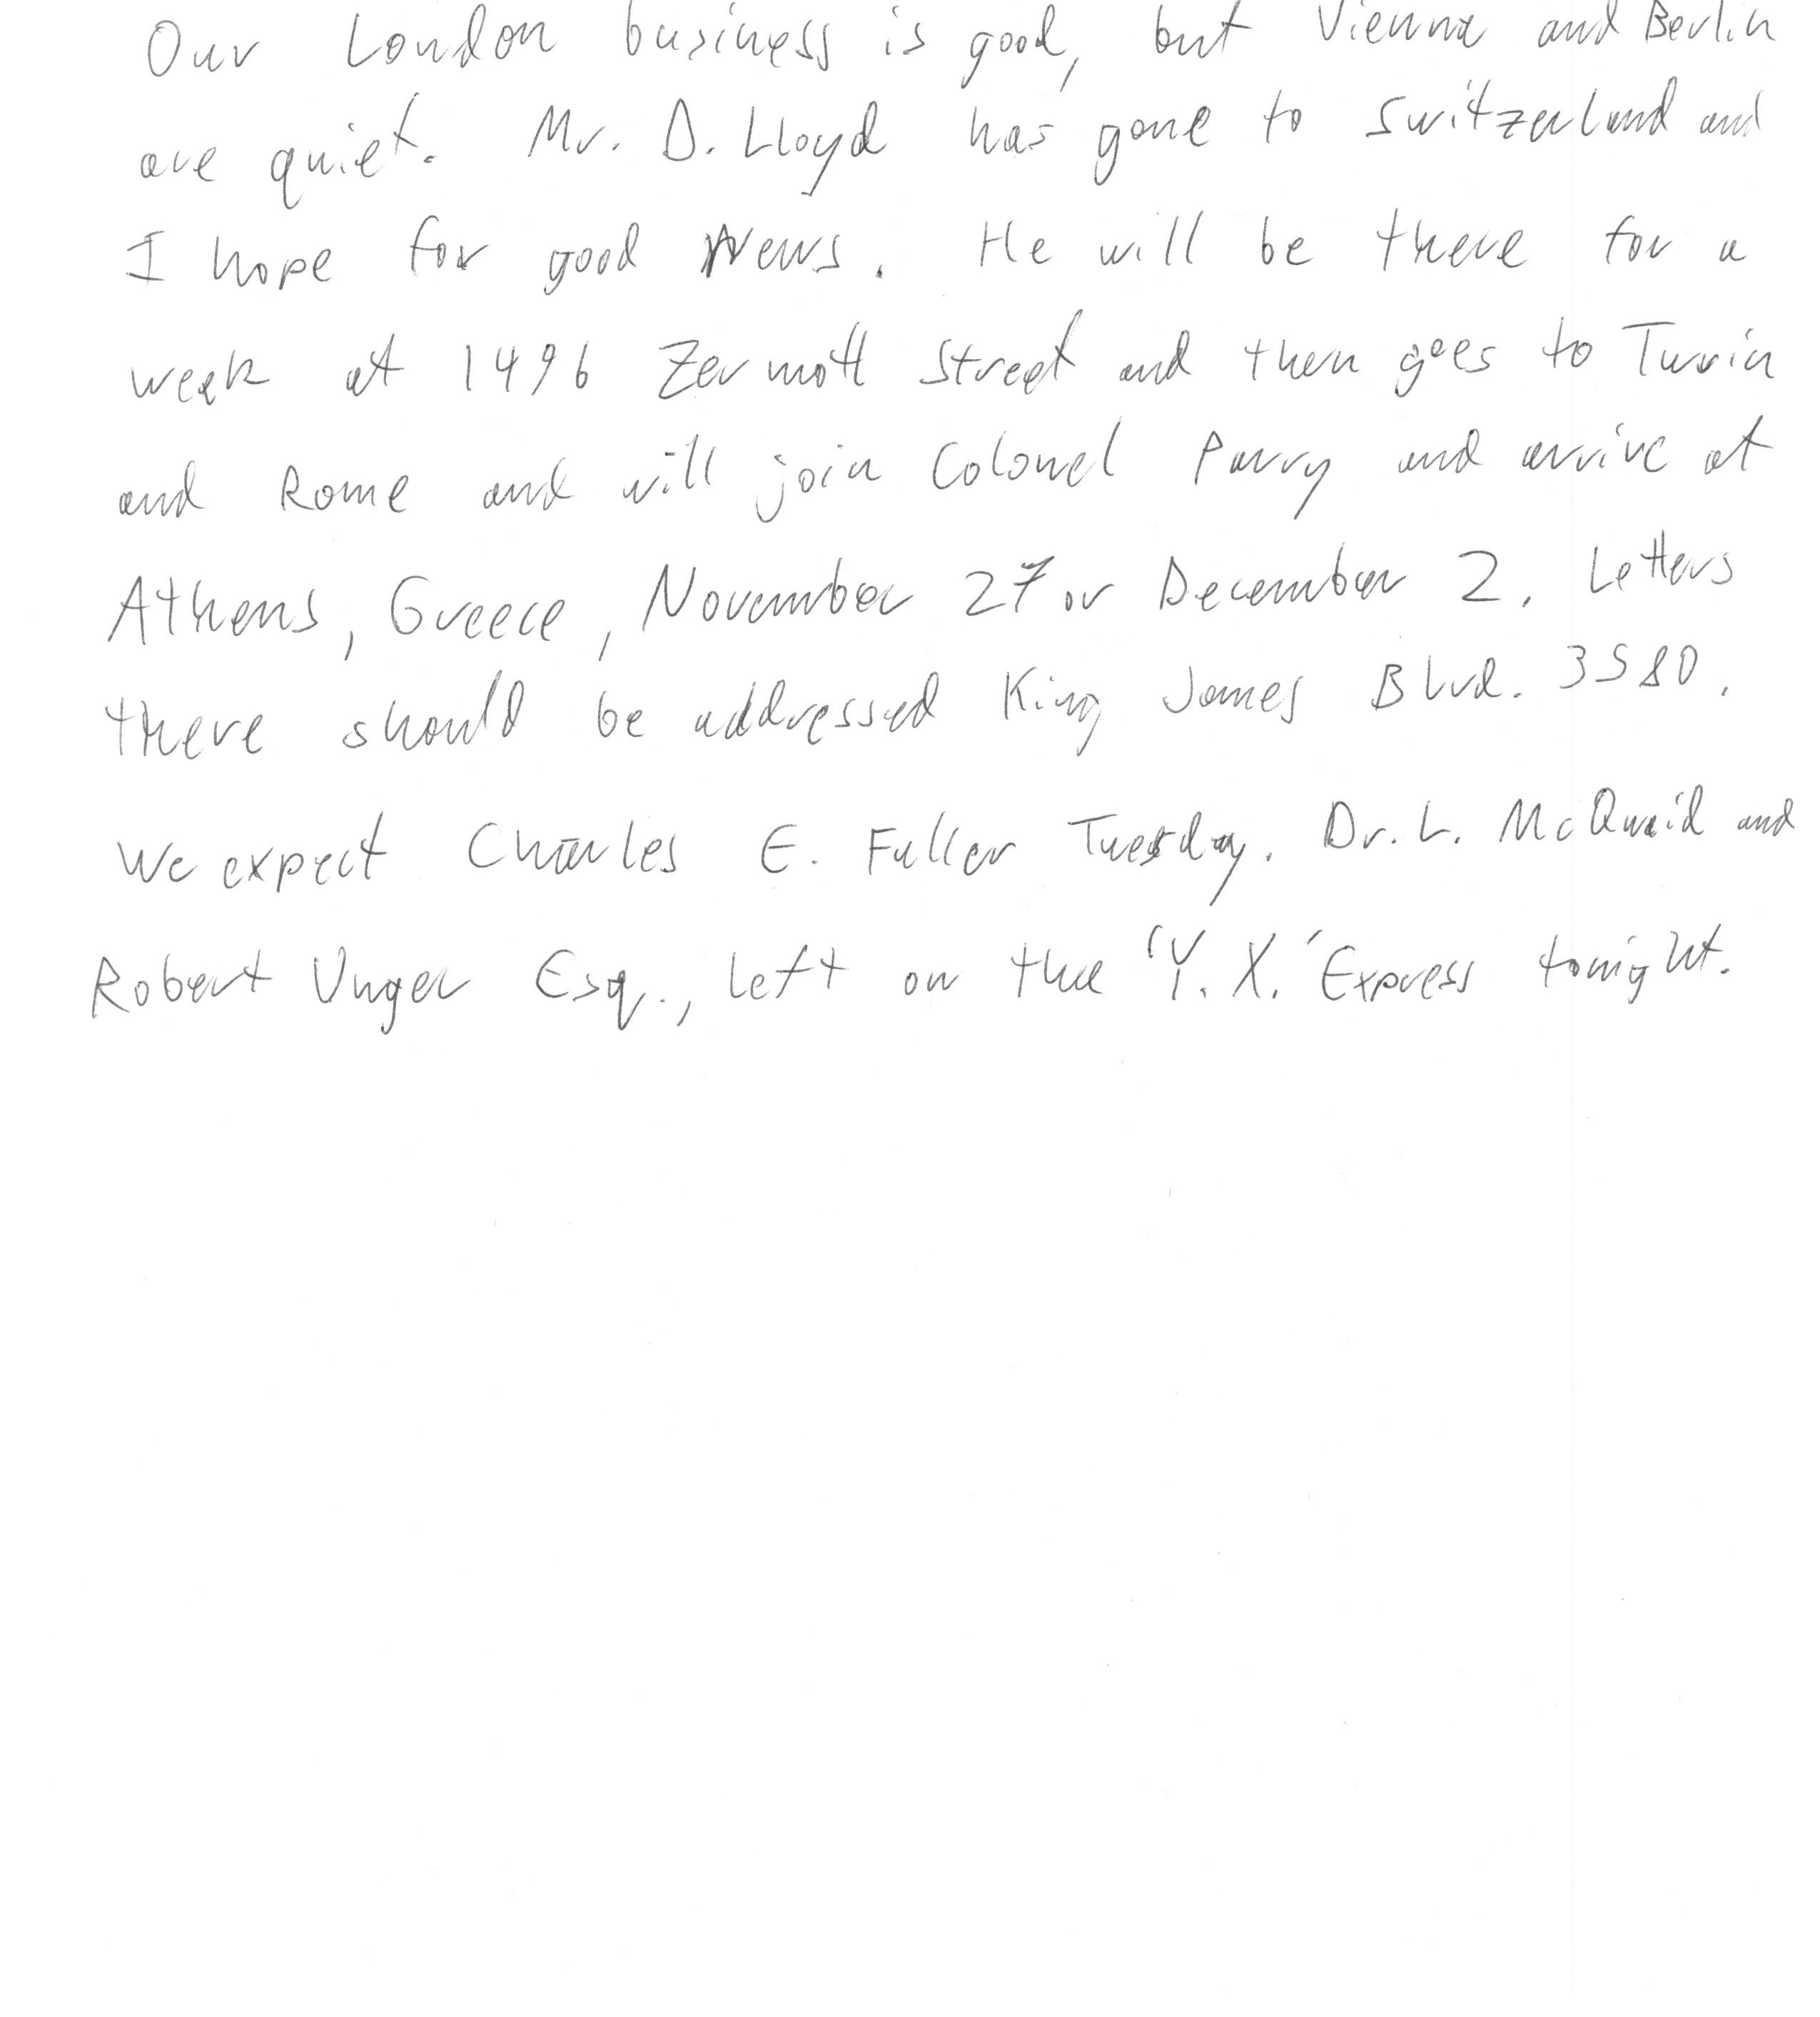 Our London business is good, but Vienna and Berlin
are quiet. Mr. D. Lloyd has gone to Switzerland and
I hope for good News. He will be there for a
week at 1496 Zermott Street and then goes to Turin
and Rome and will join Colonel Parry and arrive at
Athens, Greece, November 27 or December 2. Letters
there should be addressed King James Blvd. 3580.
We expect Charles E. Fuller Tuesday. Dr. L. McQuaid and
Robert Unger Esq., left on the 'Y. X.' Express tonight.